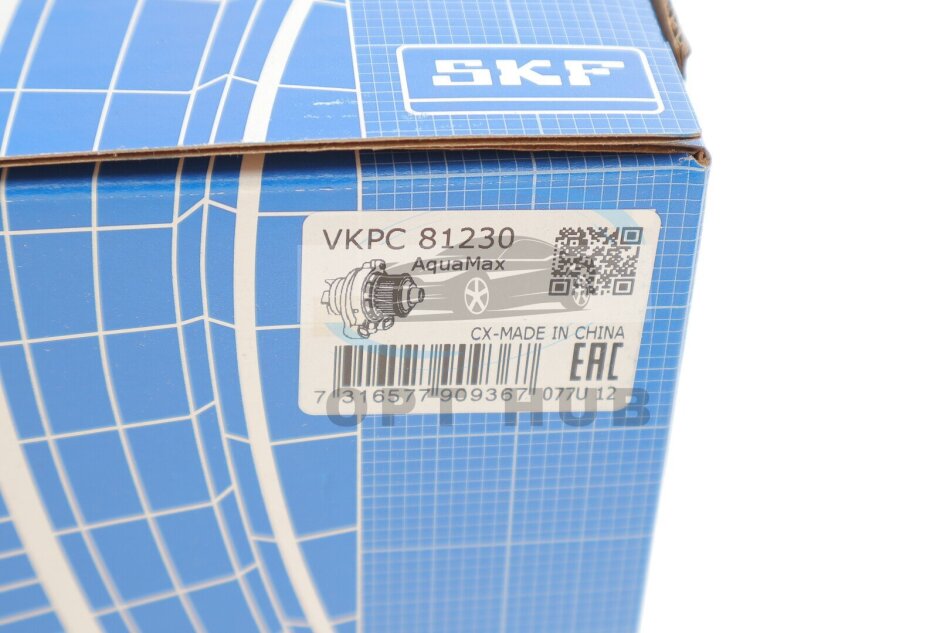 SKF
VKPC 81230
AquaMax
CX-MADE IN CHINA
EAC
7 316577 909367 077U 12
OPT HUB